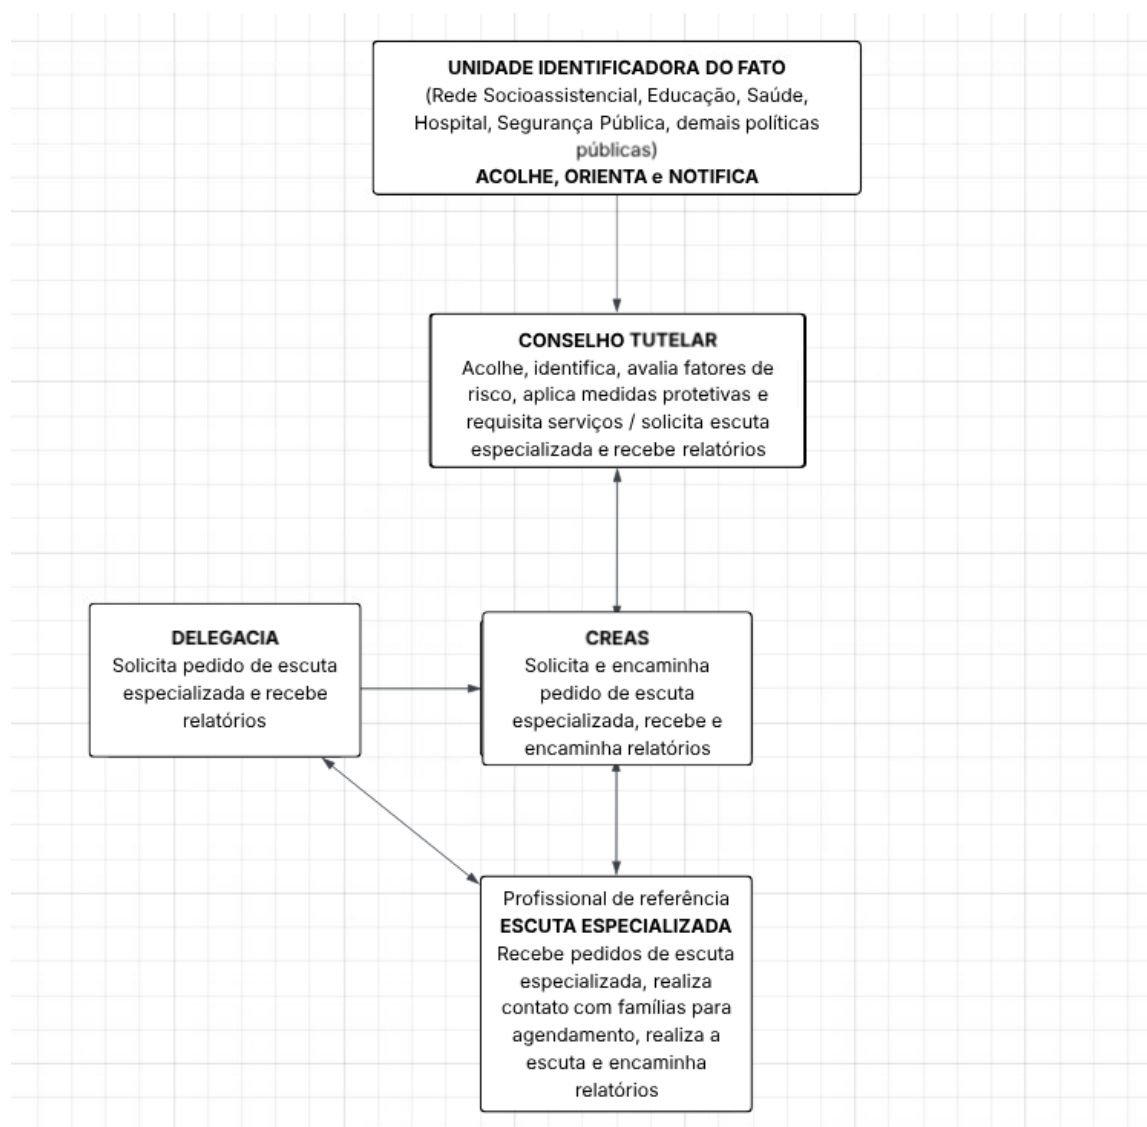 UNIDADE IDENTIFICADORA DO FATO
(Rede Socioassistencial, Educação, Saúde,
Hospital, Segurança Pública, demais políticas
públicas)
ACOLHE, ORIENTA e NOTIFICA
CONSELHO TUTELAR
Acolhe, identifica, avalia fatores de
risco, aplica medidas protetivas e
requisita serviços / solicita escuta
especializada e recebe relatórios
DELEGACIA
Solicita pedido de escuta
especializada e recebe
relatórios
CREAS
Solicita e encaminha
pedido de escuta
especializada, recebe e
encaminha relatórios
Profissional de referência
ESCUTA ESPECIALIZADA
Recebe pedidos de escuta
especializada, realiza
contato com famílias para
agendamento, realiza a
escuta e encaminha
relatórios